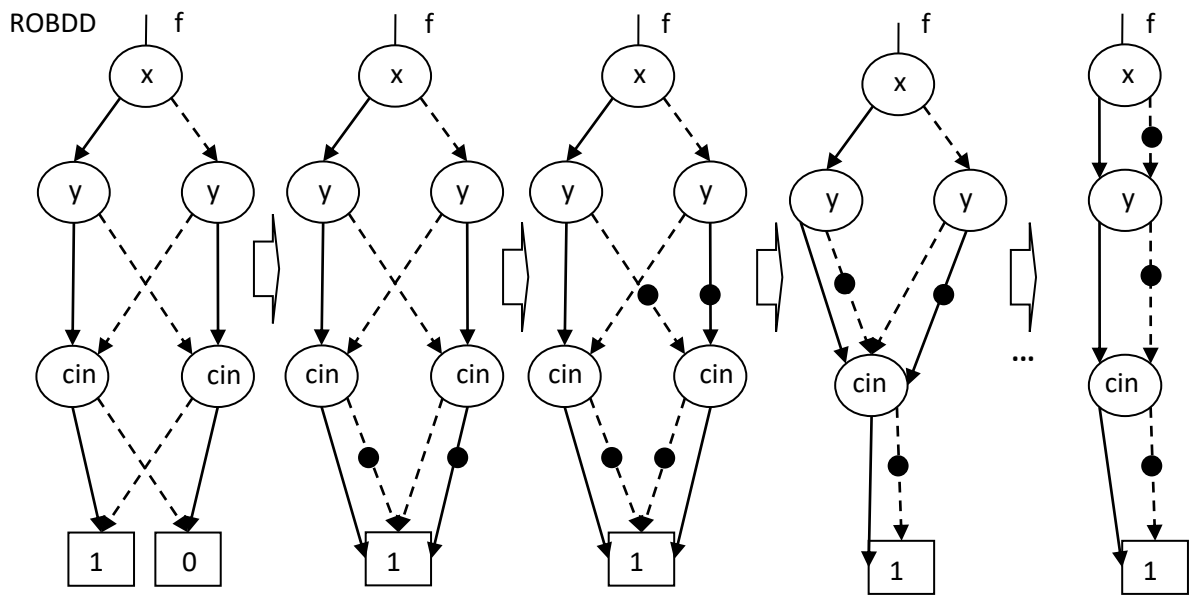 ROBDD f f f f f
x x x x x
y y y y y y y y y
cin cin cin cin cin cin cin cin
...
1 0 1 1 1 1